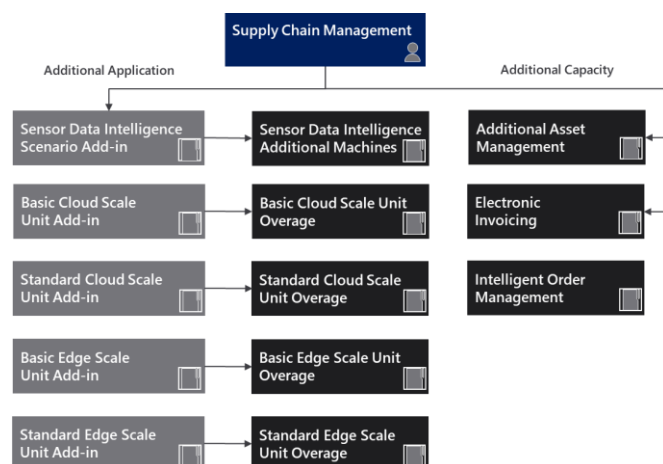 Supply Chain Management
Additional Application
Additional Capacity
Sensor Data Intelligence
Scenario Add-in
Sensor Data Intelligence
Additional Machines
Additional Asset
Management
Basic Cloud Scale
Unit Add-in
Basic Cloud Scale Unit
Overage
Electronic
Invoicing
Standard Cloud Scale
Unit Add-in
Standard Cloud Scale
Unit Overage
Intelligent Order
Management
Basic Edge Scale
Unit Add-in
Basic Edge Scale Unit
Overage
Standard Edge Scale
Unit Add-in
Standard Edge Scale
Unit Overage